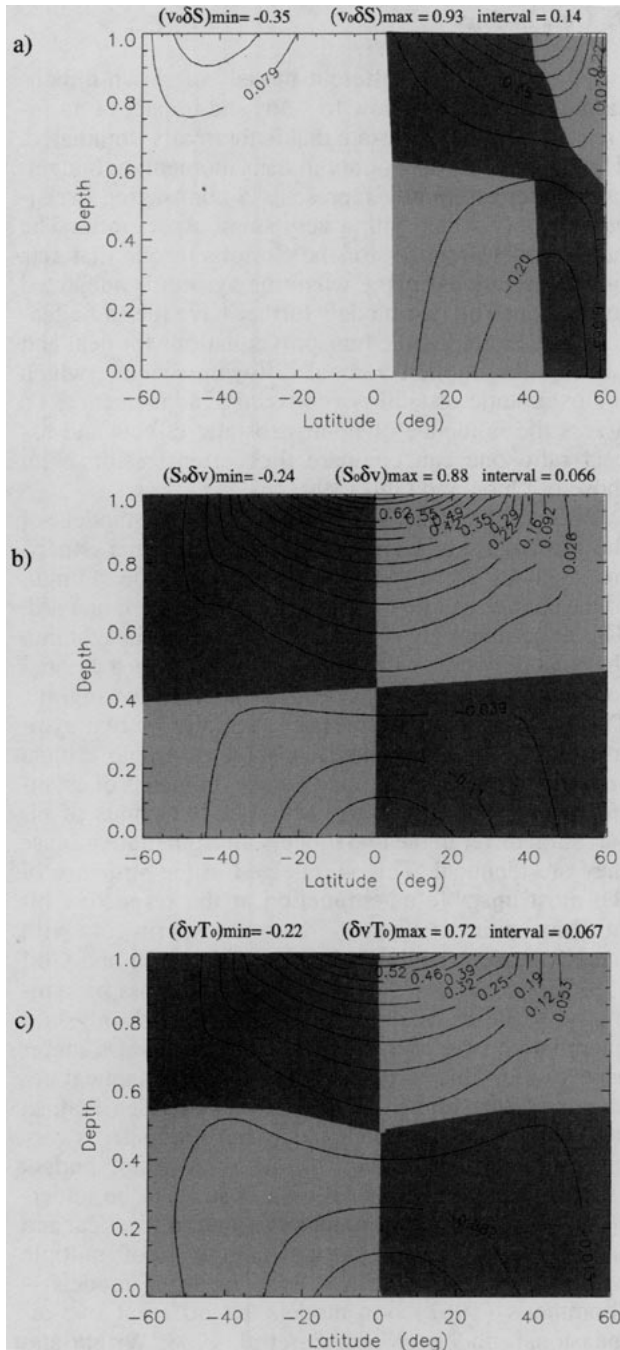 (v₀δS)min= -0.35 (v₀δS)max = 0.93 interval = 0.14
a)
1.0
0.8
0.6
0.4
0.2
0.0
Depth
0.079
-0.20
-60 -40 -20 0 20 40 60
Latitude (deg)
(S₀δv)min= -0.24 (S₀δv)max = 0.88 interval = 0.066
b)
1.0
0.8
0.6
0.4
0.2
0.0
Depth
0.62 0.55 0.49 0.42 0.35 0.29 0.22 0.16 0.092 0.026
-0.039
-60 -40 -20 0 20 40 60
Latitude (deg)
(δvT₀)min= -0.22 (δvT₀)max = 0.72 interval = 0.067
c)
1.0
0.8
0.6
0.4
0.2
0.0
Depth
0.52 0.46 0.39 0.32 0.25 0.19 0.12 0.053
-60 -40 -20 0 20 40 60
Latitude (deg)